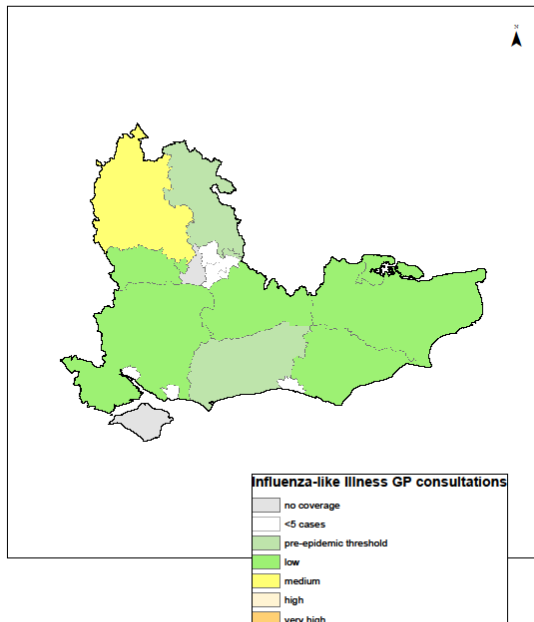 N
Influenza-like Illness GP consultations
no coverage
<5 cases
pre-epidemic threshold
low
medium
high
very high